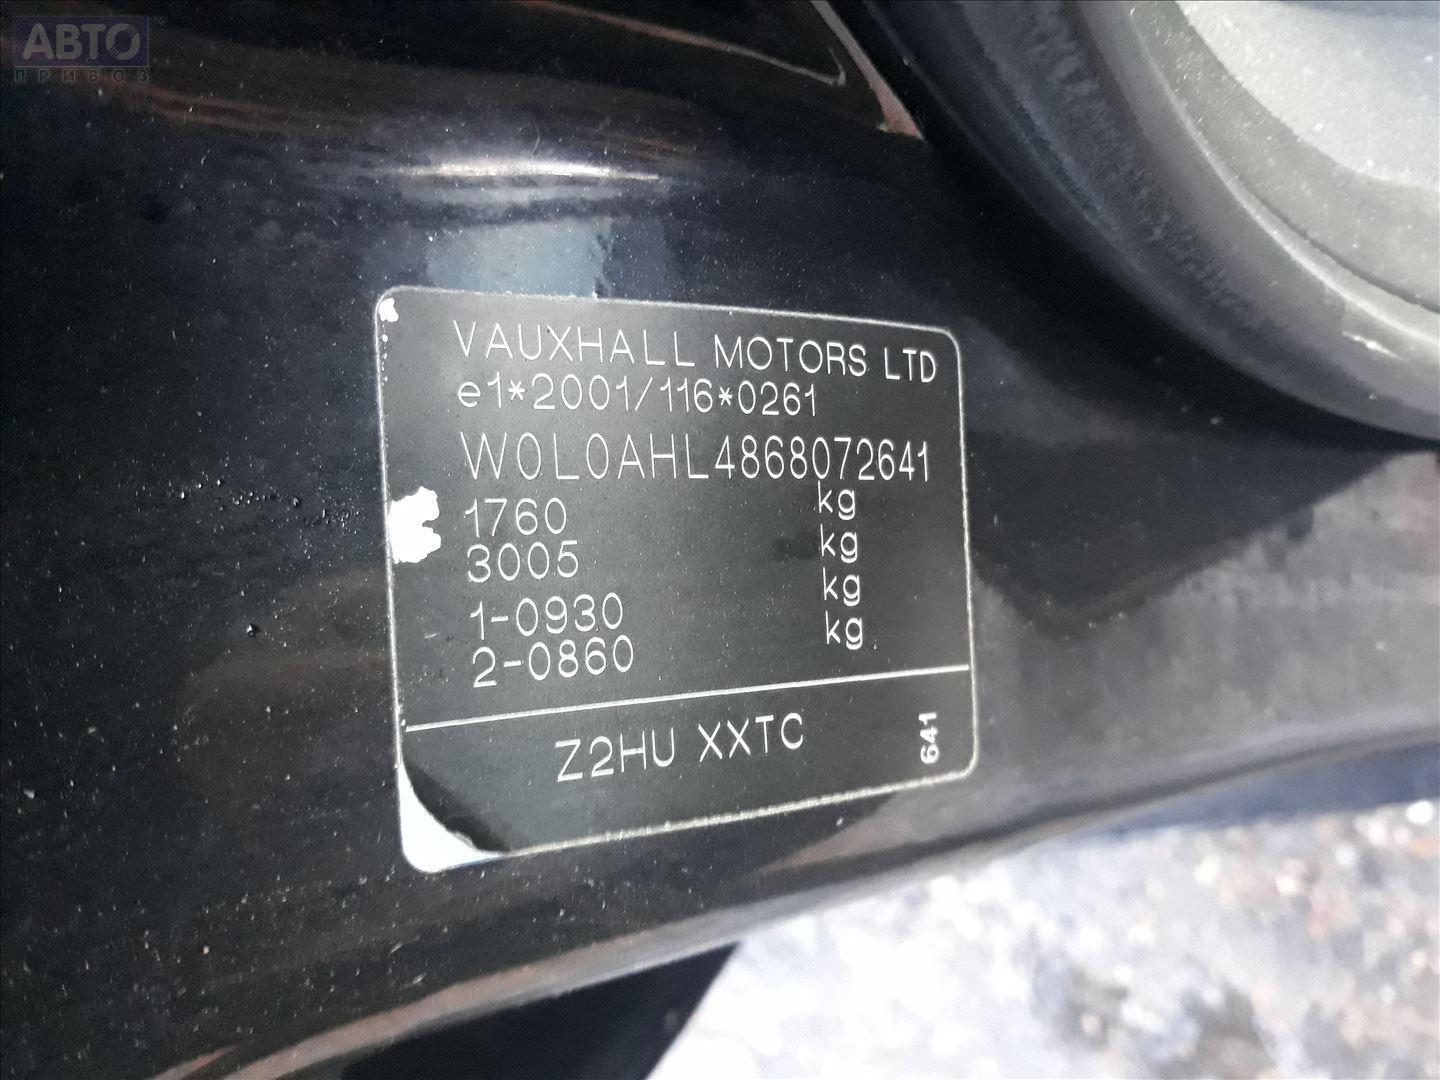 АВТО
ПРИВОЗ
VAUXHALL MOTORS LTD
e1*2001/116*0261
W0L0AHL4868072641
1760 kg
3005 kg
1-0930 kg
2-0860 kg
Z2HU XXTC
641